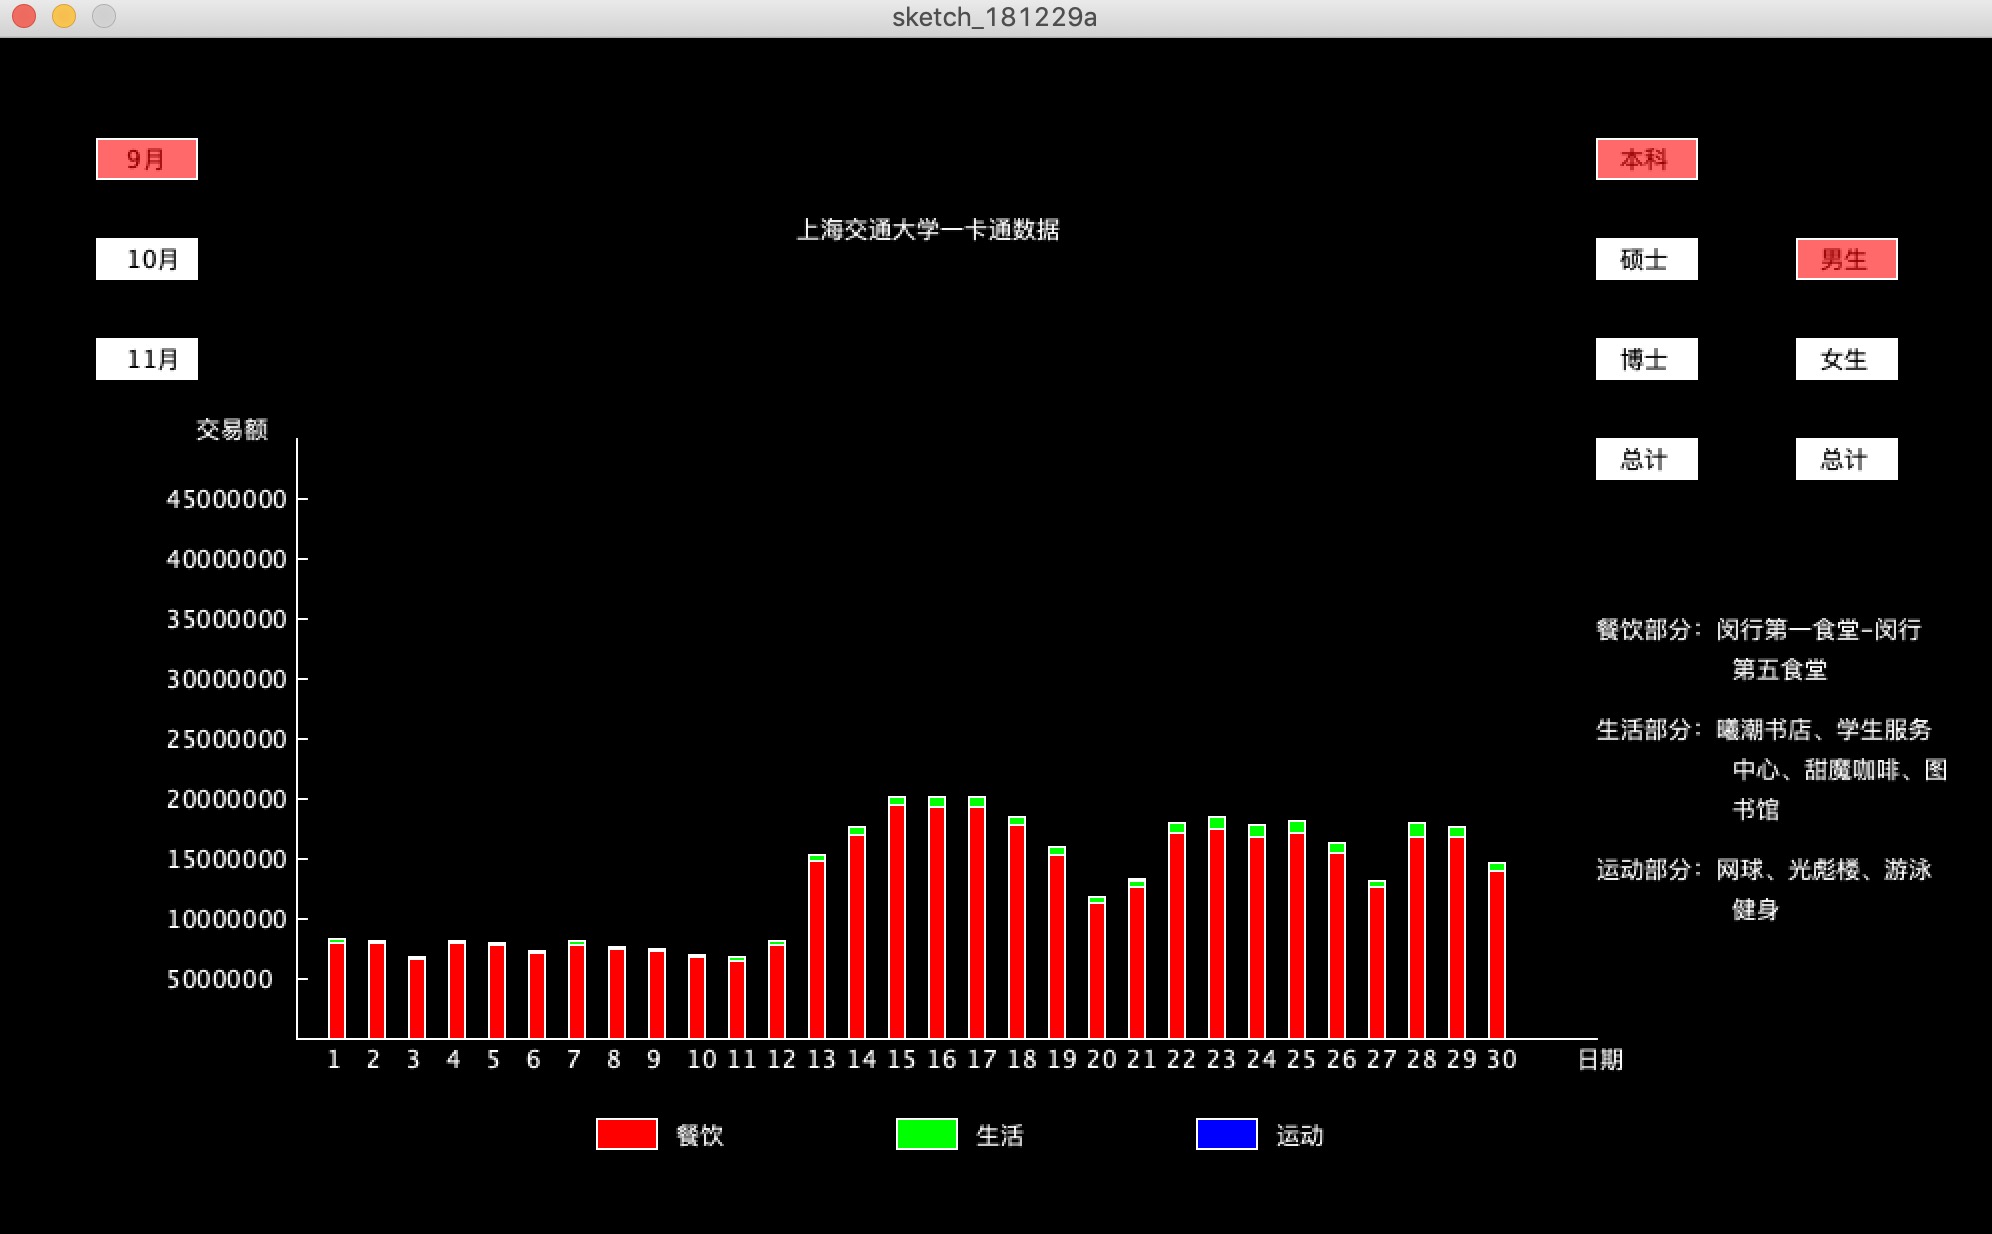 sketch_181229a
9月
10月
11月
上海交通大学一卡通数据
本科
硕士
博士
总计
男生
女生
总计
交易额
45000000
40000000
35000000
30000000
25000000
20000000
15000000
10000000
5000000
1 2 3 4 5 6 7 8 9 10 11 12 13 14 15 16 17 18 19 20 21 22 23 24 25 26 27 28 29 30 日期
餐饮 生活 运动
餐饮部分：闵行第一食堂-闵行
第五食堂
生活部分：曦潮书店、学生服务
中心、甜魔咖啡、图
书馆
运动部分：网球、光彪楼、游泳
健身